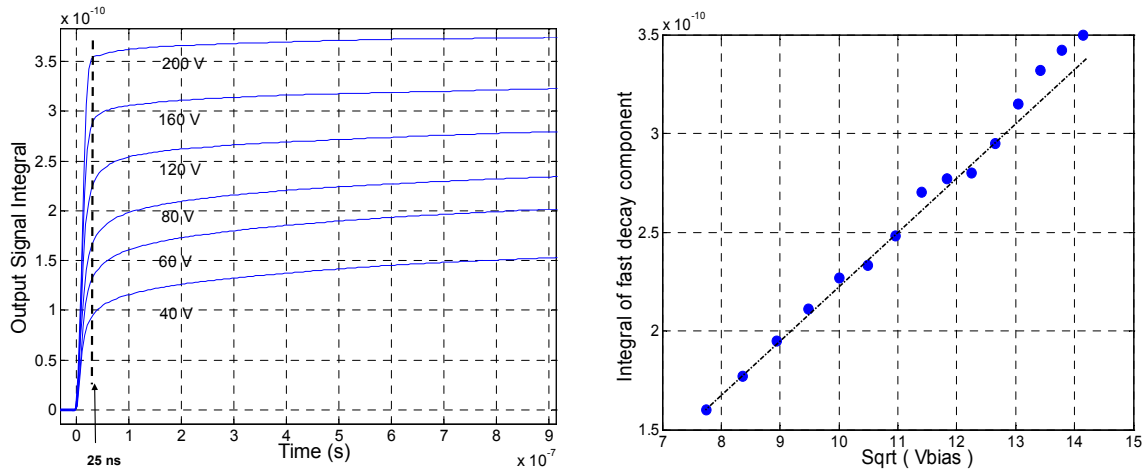 x 10^-10
3.5
3
2.5
2
1.5
1
0.5
0
Output Signal Integral
200 V
160 V
120 V
80 V
60 V
40 V
0 1 2 3 4 5 6 7 8 9
Time (s)
x 10^-7
25 ns
x 10^-10
3.5
3
2.5
2
1.5
Integral of fast decay component
7 8 9 10 11 12 13 14 15
Sqrt ( Vbias )